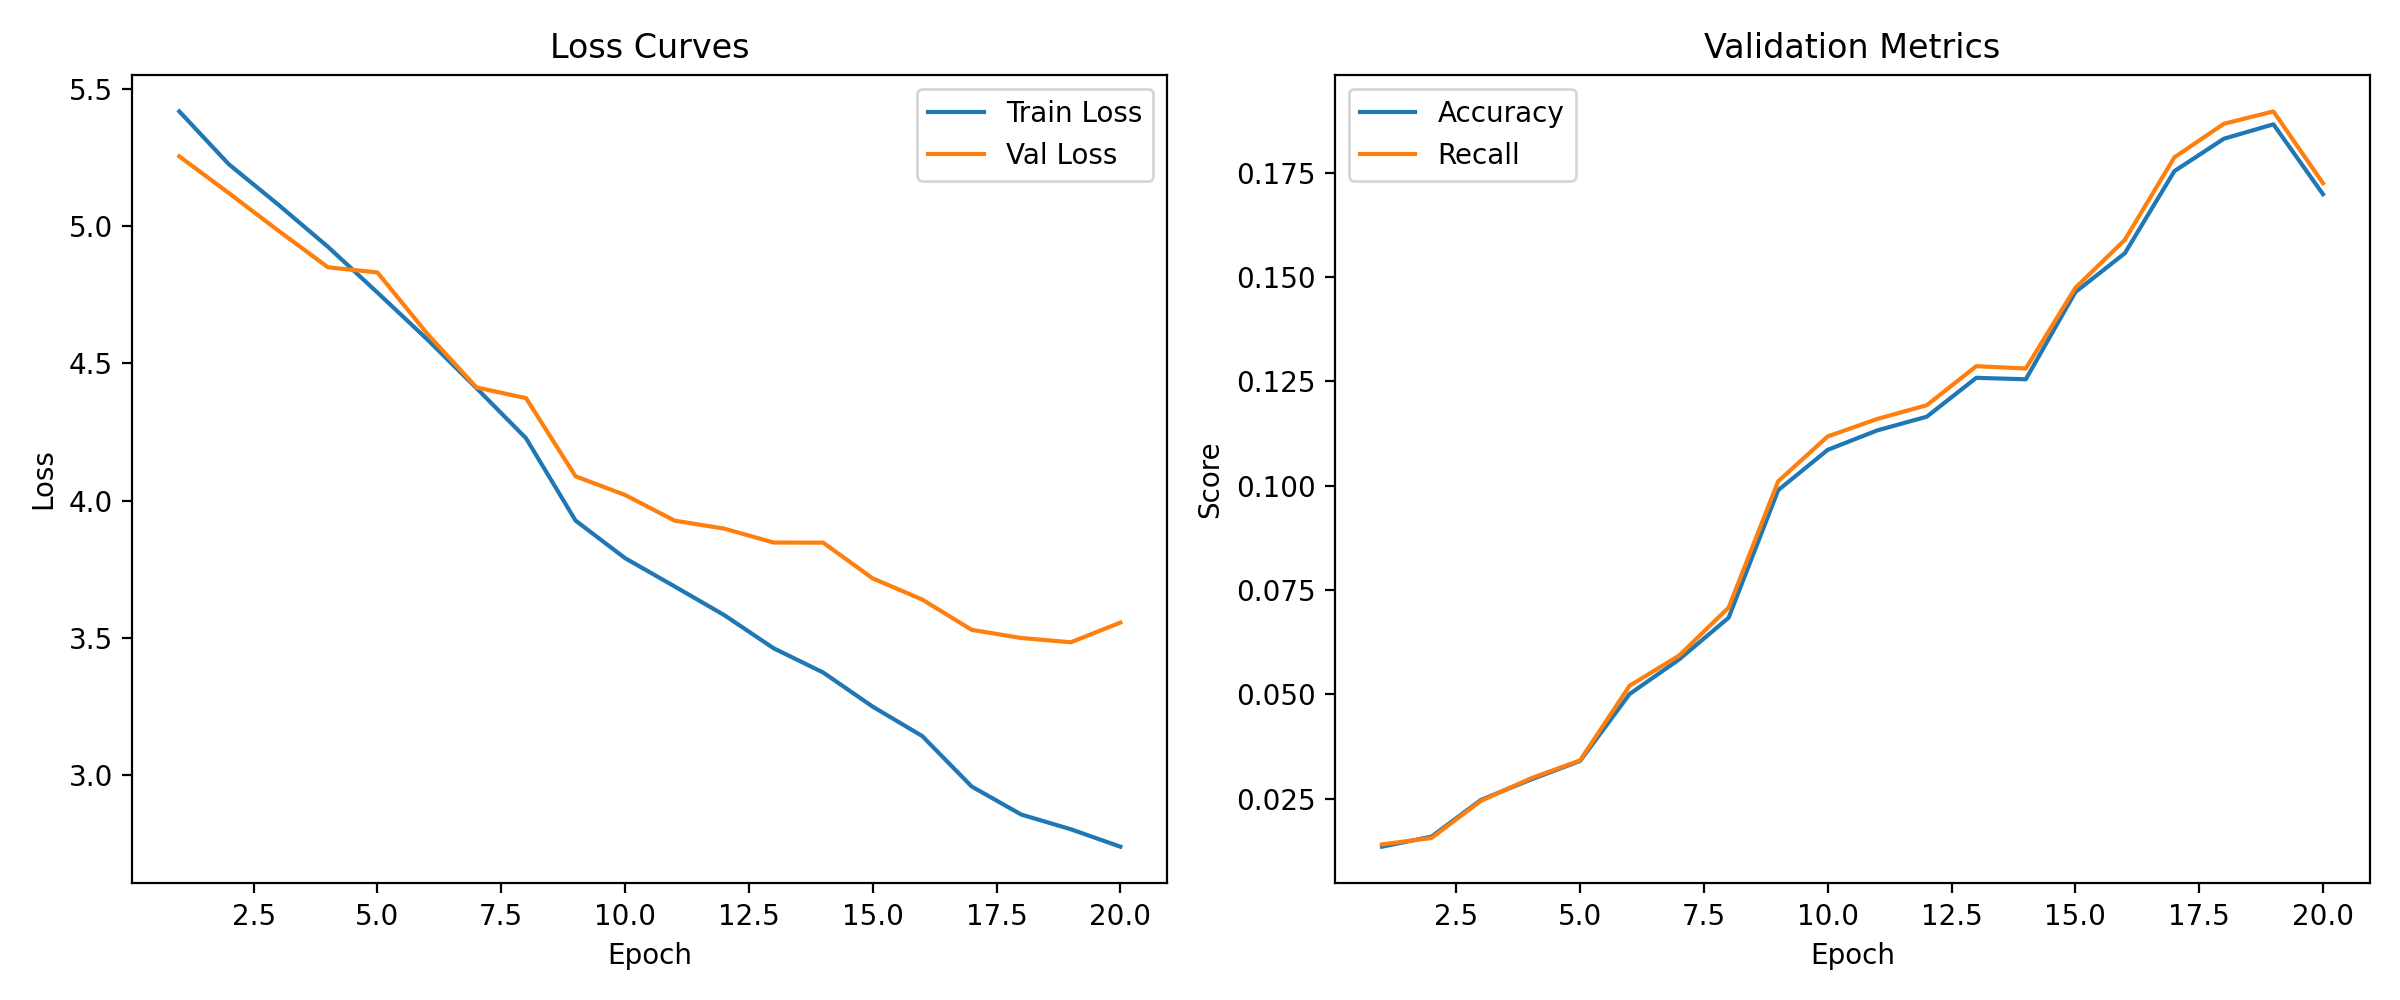 Loss Curves
5.5
5.0
4.5
4.0
3.5
3.0
Loss
Train Loss
Val Loss
2.5 5.0 7.5 10.0 12.5 15.0 17.5 20.0
Epoch
Validation Metrics
Accuracy
Recall
0.175
0.150
0.125
0.100
0.075
0.050
0.025
Score
2.5 5.0 7.5 10.0 12.5 15.0 17.5 20.0
Epoch